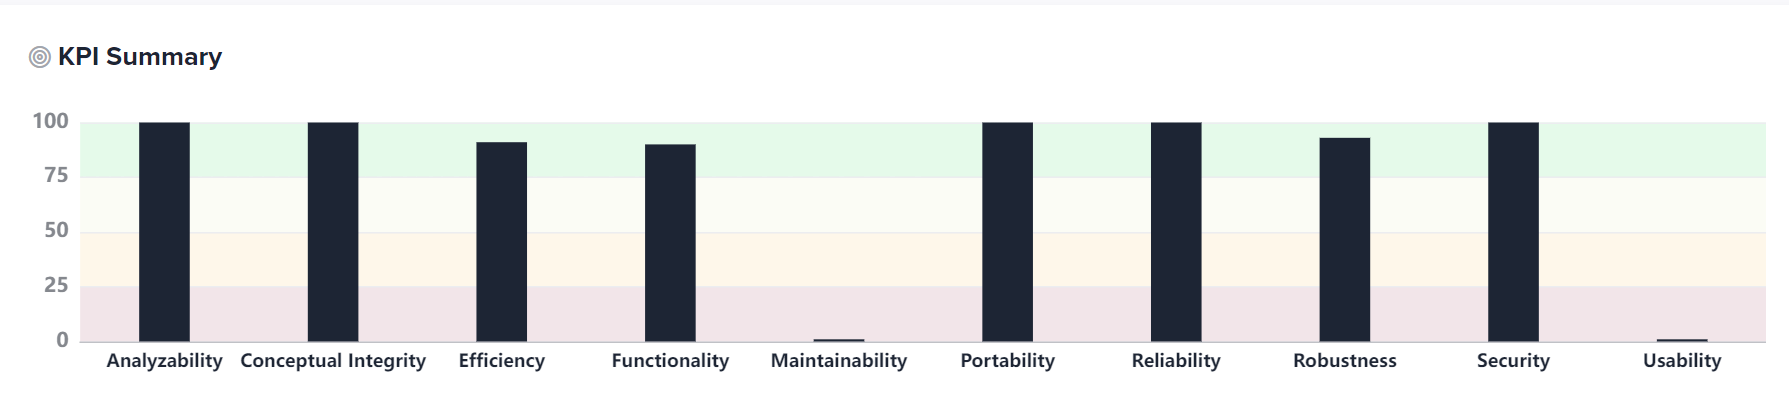 KPI Summary
100
75
50
25
0
Analyzability Conceptual Integrity Efficiency Functionality Maintainability Portability Reliability Robustness Security Usability